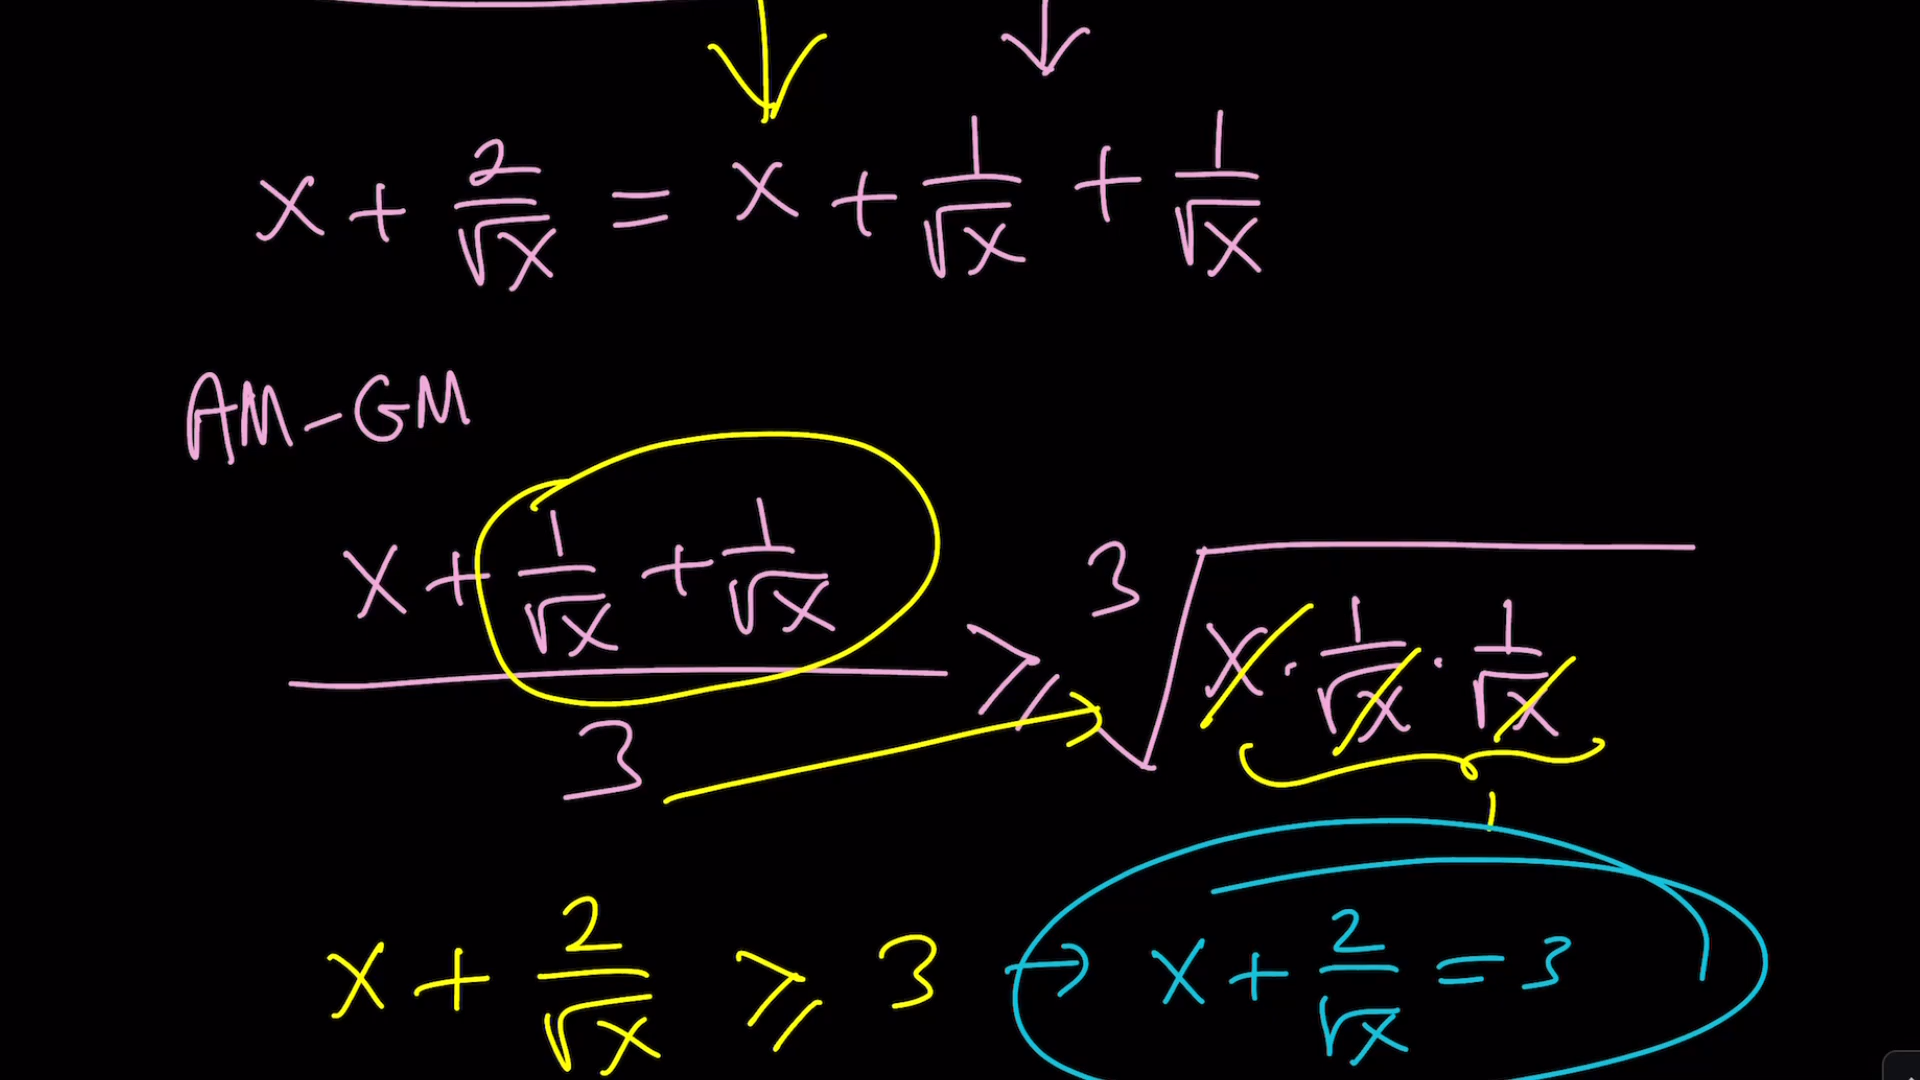 x + 2/√x = x + 1/√x + 1/√x
AM-GM
(x + 1/√x + 1/√x)/3 ⩾ ∛(x · 1/√x · 1/√x)
1
x + 2/√x ⩾ 3 → x + 2/√x = 3